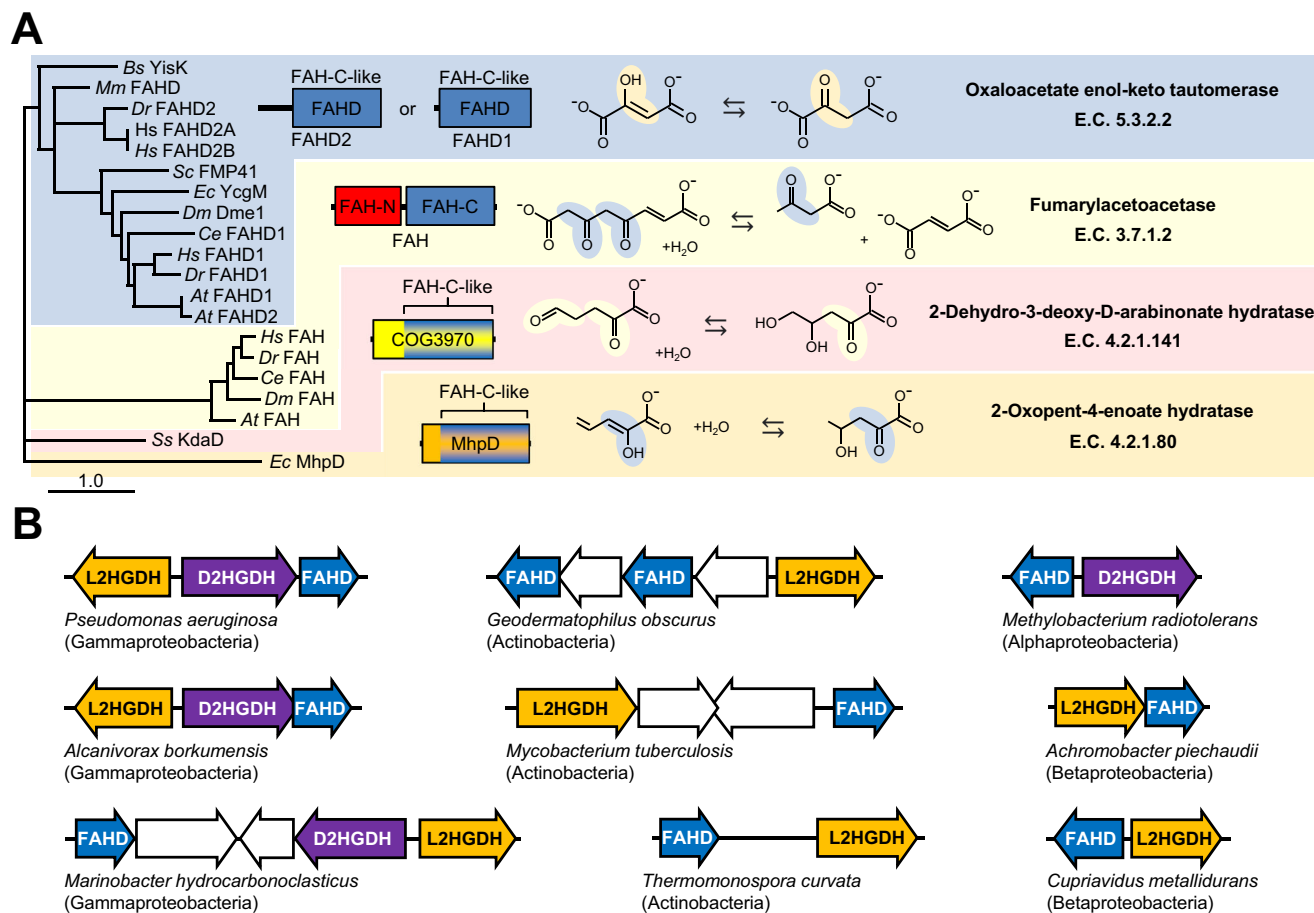 A
Bs YisK
Mm FAHD
Dr FAHD2
Hs FAHD2A
Hs FAHD2B
Sc FMP41
Ec YcgM
Dm Dme1
Ce FAHD1
Hs FAHD1
Dr FAHD1
At FAHD1
At FAHD2
Hs FAH
Dr FAH
Ce FAH
Dm FAH
At FAH
Ss KdaD
Ec MhpD
1.0
FAH-C-like
FAHD
FAHD2
or
FAH-C-like
FAHD
FAHD1
⁻O O OH O⁻ O
⇆
⁻O O O O⁻ O
Oxaloacetate enol-keto tautomerase
E.C. 5.3.2.2
FAH-N FAH-C
FAH
⁻O O O O O⁻ O
+H₂O
⇆
O O⁻ O
+
⁻O O O⁻ O
Fumarylacetoacetase
E.C. 3.7.1.2
FAH-C-like
COG3970
O O O⁻ O
+H₂O
⇆
HO OH O O⁻ O
2-Dehydro-3-deoxy-D-arabinonate hydratase
E.C. 4.2.1.141
FAH-C-like
MhpD
OH O⁻ O
+H₂O
⇆
OH O O⁻ O
2-Oxopent-4-enoate hydratase
E.C. 4.2.1.80
B
L2HGDH D2HGDH FAHD
Pseudomonas aeruginosa
(Gammaproteobacteria)
FAHD FAHD L2HGDH
Geodermatophilus obscurus
(Actinobacteria)
FAHD D2HGDH
Methylobacterium radiotolerans
(Alphaproteobacteria)
L2HGDH D2HGDH FAHD
Alcanivorax borkumensis
(Gammaproteobacteria)
L2HGDH FAHD
Mycobacterium tuberculosis
(Actinobacteria)
L2HGDH FAHD
Achromobacter piechaudii
(Betaproteobacteria)
FAHD D2HGDH L2HGDH
Marinobacter hydrocarbonoclasticus
(Gammaproteobacteria)
FAHD L2HGDH
Thermomonospora curvata
(Actinobacteria)
FAHD L2HGDH
Cupriavidus metallidurans
(Betaproteobacteria)